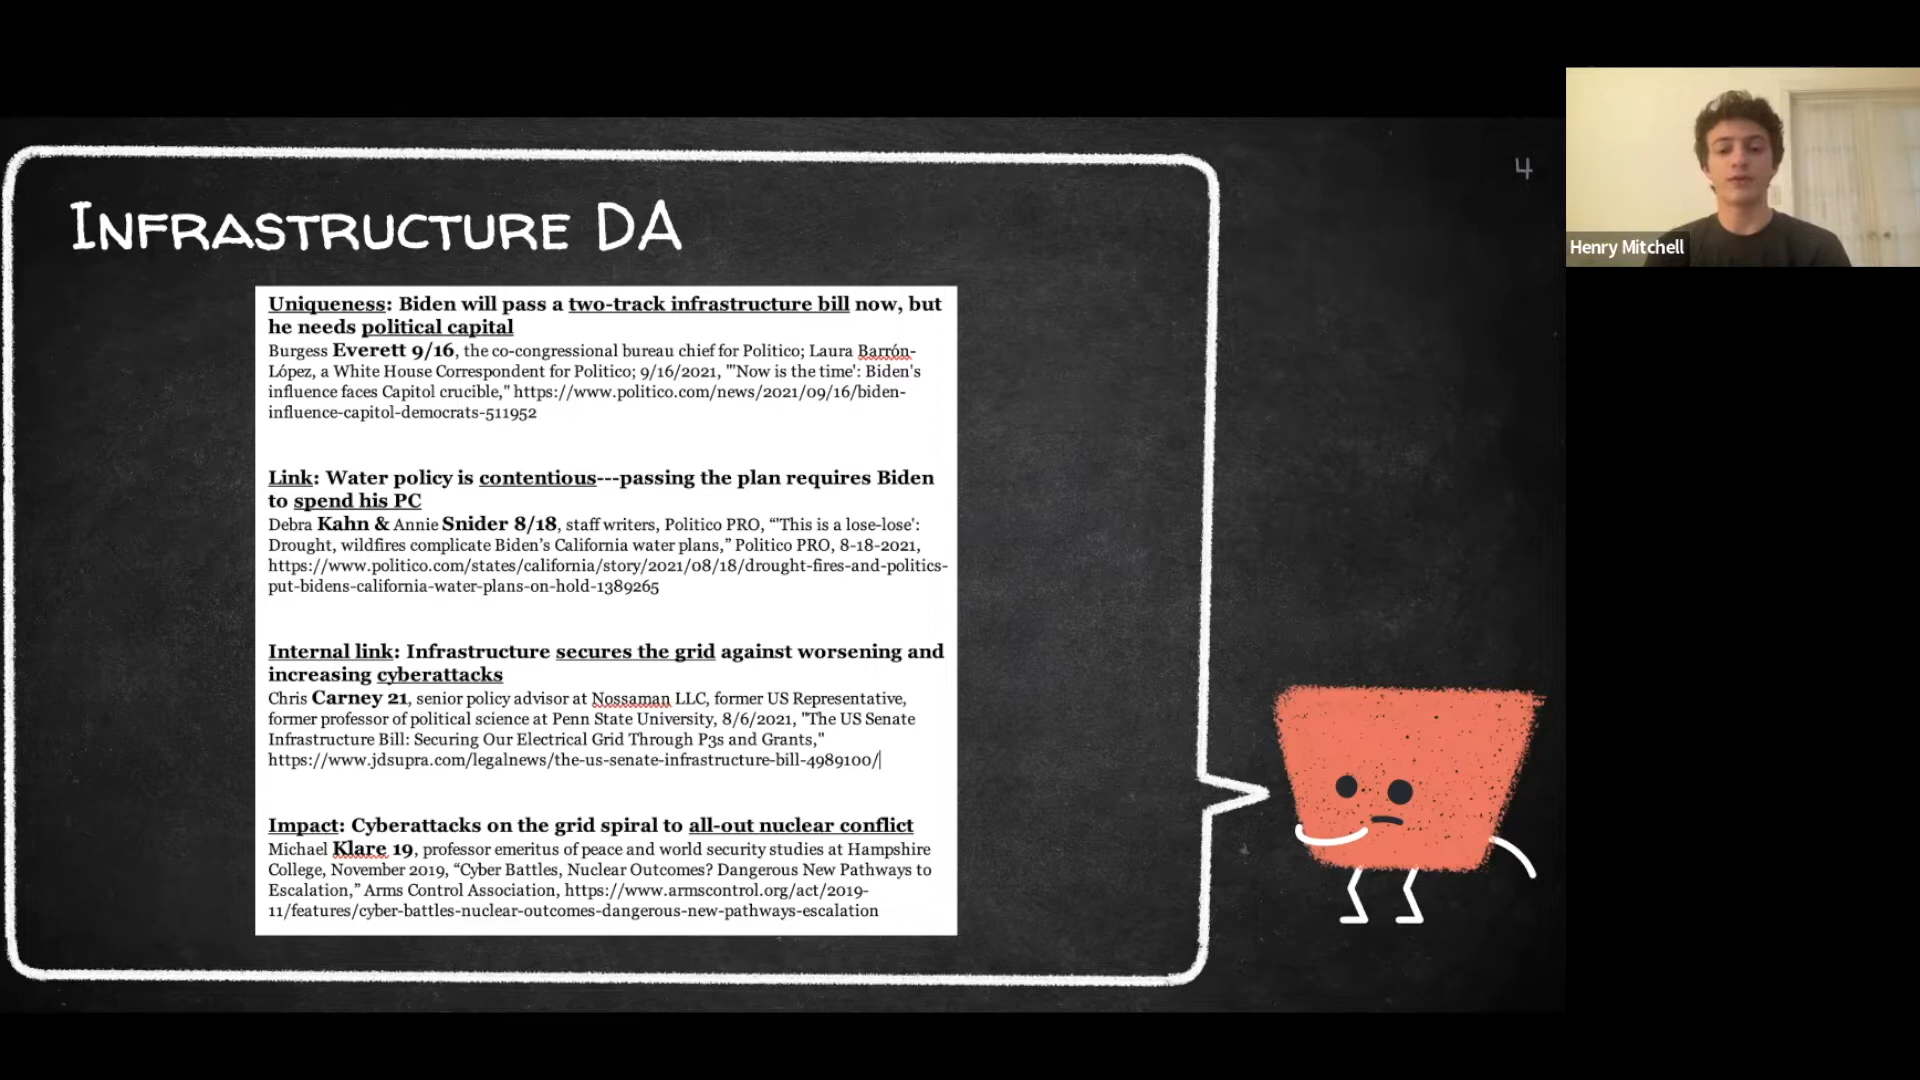 INFRASTRUCTURE DA
4
Henry Mitchell
Uniqueness: Biden will pass a two-track infrastructure bill now, but
he needs political capital
Burgess Everett 9/16, the co-congressional bureau chief for Politico; Laura Barrón-
López, a White House Correspondent for Politico; 9/16/2021, "'Now is the time': Biden's
influence faces Capitol crucible," https://www.politico.com/news/2021/09/16/biden-
influence-capitol-democrats-511952
Link: Water policy is contentious---passing the plan requires Biden
to spend his PC
Debra Kahn & Annie Snider 8/18, staff writers, Politico PRO, “'This is a lose-lose':
Drought, wildfires complicate Biden’s California water plans,” Politico PRO, 8-18-2021,
https://www.politico.com/states/california/story/2021/08/18/drought-fires-and-politics-
put-bidens-california-water-plans-on-hold-1389265
Internal link: Infrastructure secures the grid against worsening and
increasing cyberattacks
Chris Carney 21, senior policy advisor at Nossaman LLC, former US Representative,
former professor of political science at Penn State University, 8/6/2021, "The US Senate
Infrastructure Bill: Securing Our Electrical Grid Through P3s and Grants,"
https://www.jdsupra.com/legalnews/the-us-senate-infrastructure-bill-4989100/
Impact: Cyberattacks on the grid spiral to all-out nuclear conflict
Michael Klare 19, professor emeritus of peace and world security studies at Hampshire
College, November 2019, “Cyber Battles, Nuclear Outcomes? Dangerous New Pathways to
Escalation,” Arms Control Association, https://www.armscontrol.org/act/2019-
11/features/cyber-battles-nuclear-outcomes-dangerous-new-pathways-escalation